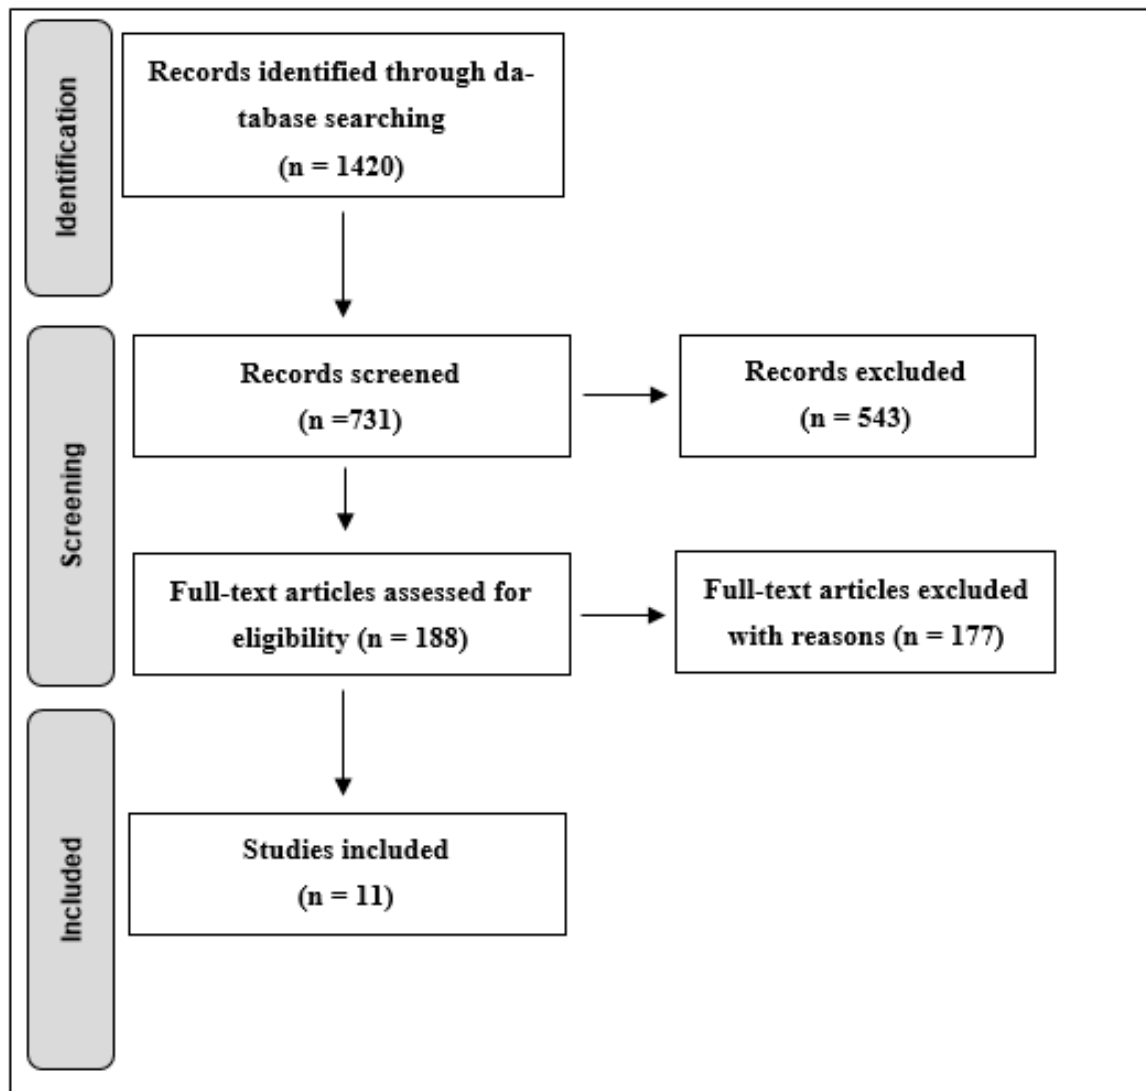 Identification
Records identified through da-
tabase searching
(n = 1420)
Screening
Records screened
(n =731)
Records excluded
(n = 543)
Full-text articles assessed for
eligibility (n = 188)
Full-text articles excluded
with reasons (n = 177)
Included
Studies included
(n = 11)